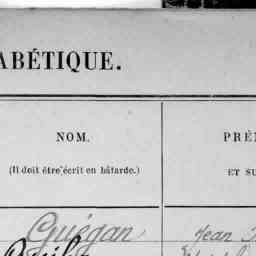 ABÉTIQUE.
NOM. PRÉ
(Il doit être écrit en bâtarde.) ET SU
Guégan Jean